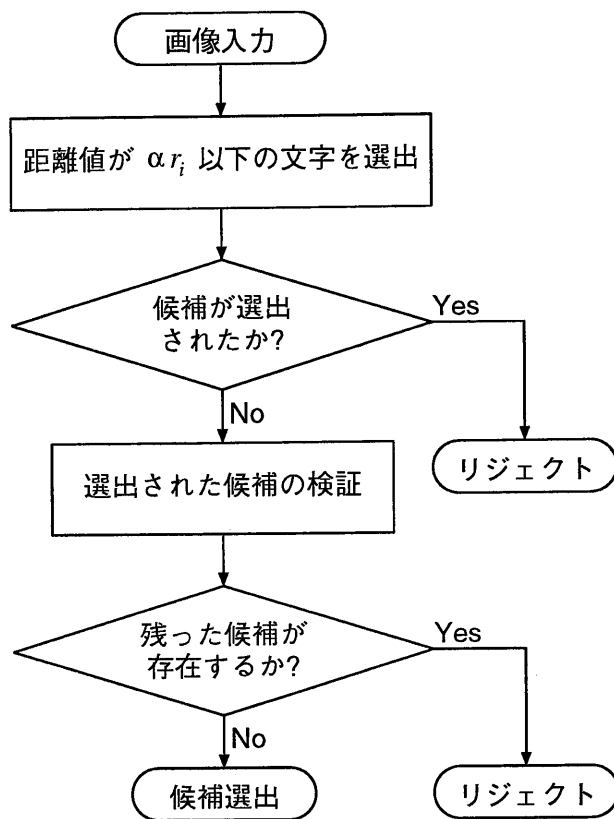 画像入力
距離値が αr_i 以下の文字を選出
候補が選出
されたか?
Yes
No
リジェクト
選出された候補の検証
残った候補が
存在するか?
Yes
No
候補選出
リジェクト